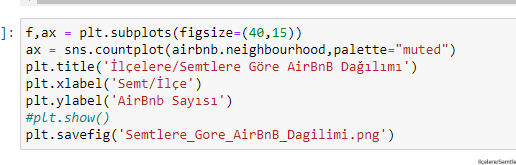 ]: f,ax = plt.subplots(figsize=(40,15))
ax = sns.countplot(airbnb.neighbourhood,palette="muted")
plt.title('İlçelere/Semtlere Göre AirBnB Dağılımı')
plt.xlabel('Semt/İlçe')
plt.ylabel('AirBnb Sayısı')
#plt.show()
plt.savefig('Semtlere_Gore_AirBnB_Dagilimi.png')
İlçelere/Semtle